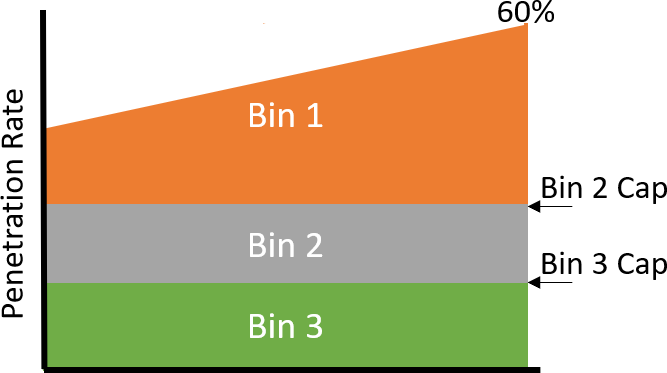 60%
Bin 1
Bin 2 Cap
Bin 2
Bin 3 Cap
Bin 3
Penetration Rate